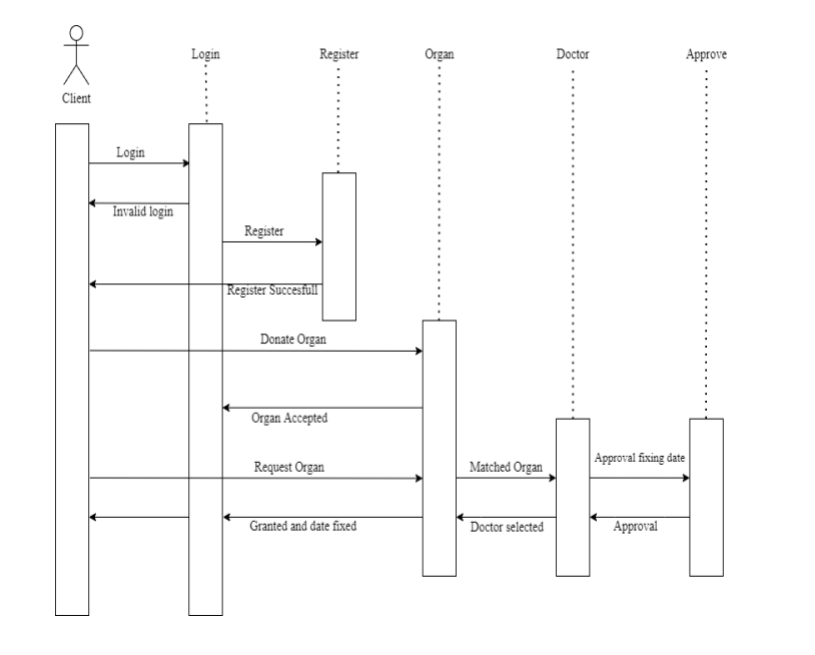 Login
Register
Organ
Doctor
Approve
Client
Login
Invalid login
Register
Register Succesfull
Donate Organ
Organ Accepted
Request Organ
Matched Organ
Approval fixing date
Granted and date fixed
Doctor selected
Approval